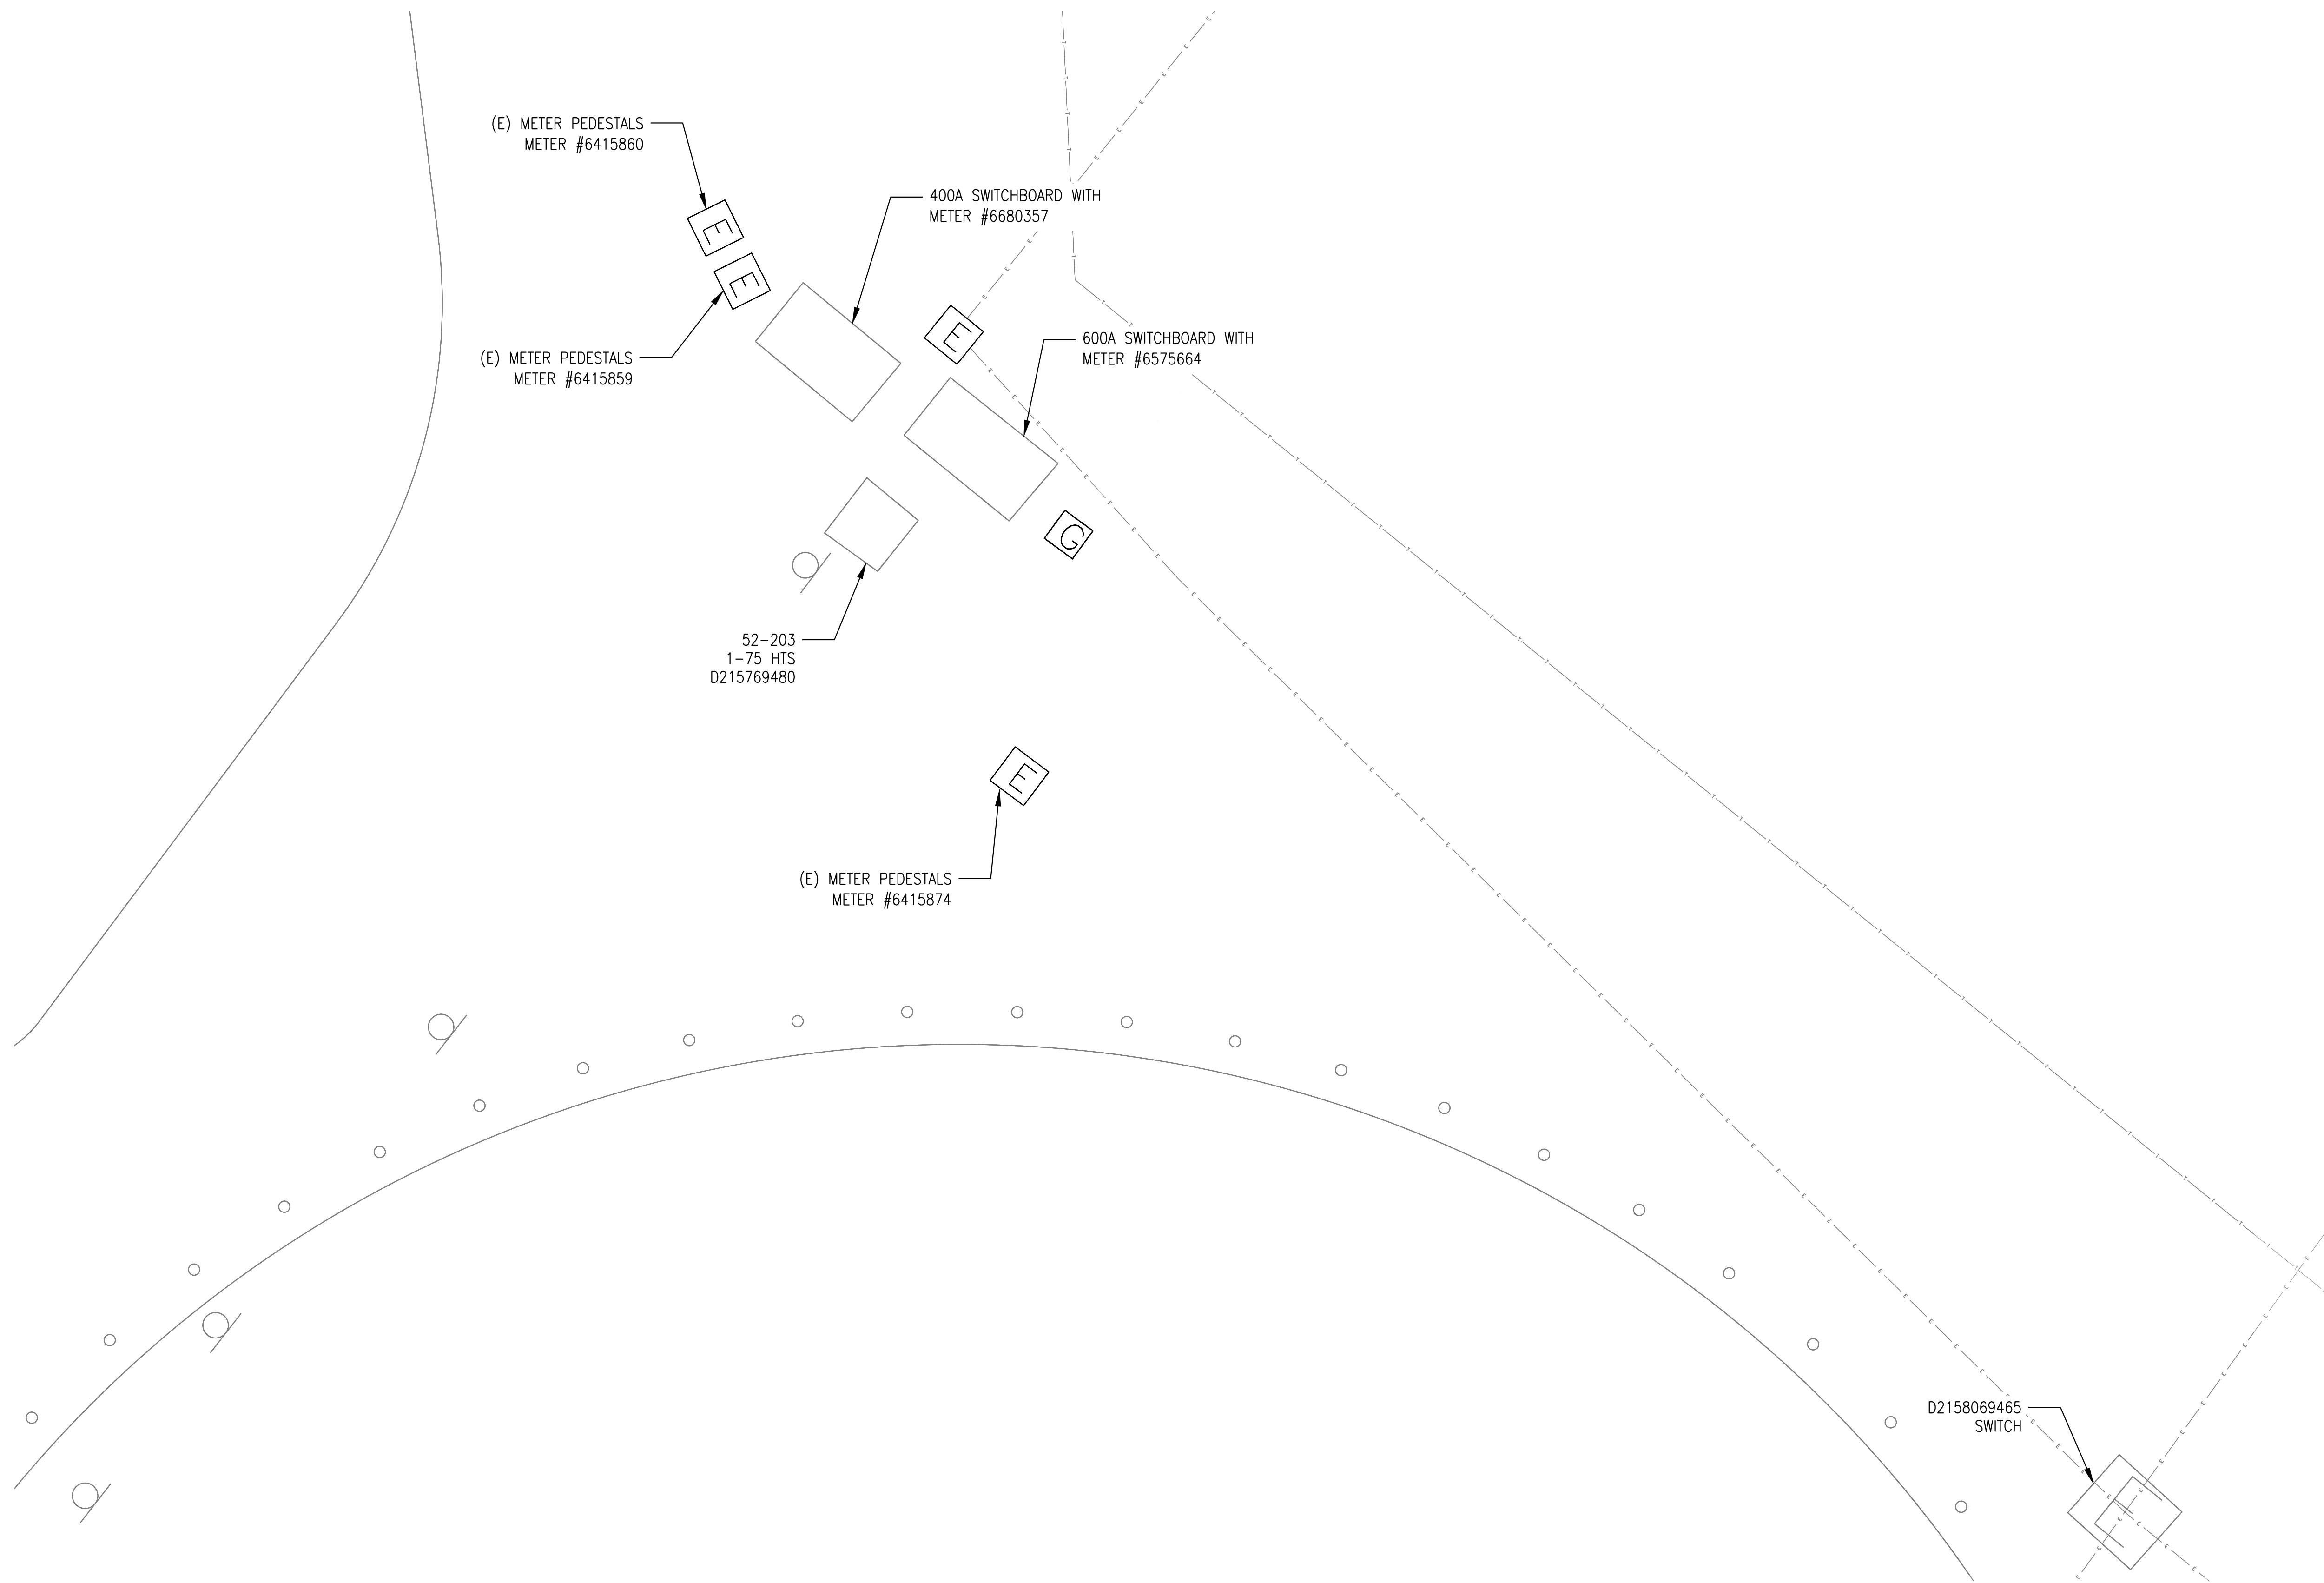 (E) METER PEDESTALS
METER #6415860
400A SWITCHBOARD WITH
METER #6680357
E
E
(E) METER PEDESTALS
METER #6415859
E
600A SWITCHBOARD WITH
METER #6575664
G
52-203
1-75 HTS
D215769480
E
(E) METER PEDESTALS
METER #6415874
D2158069465
SWITCH
E